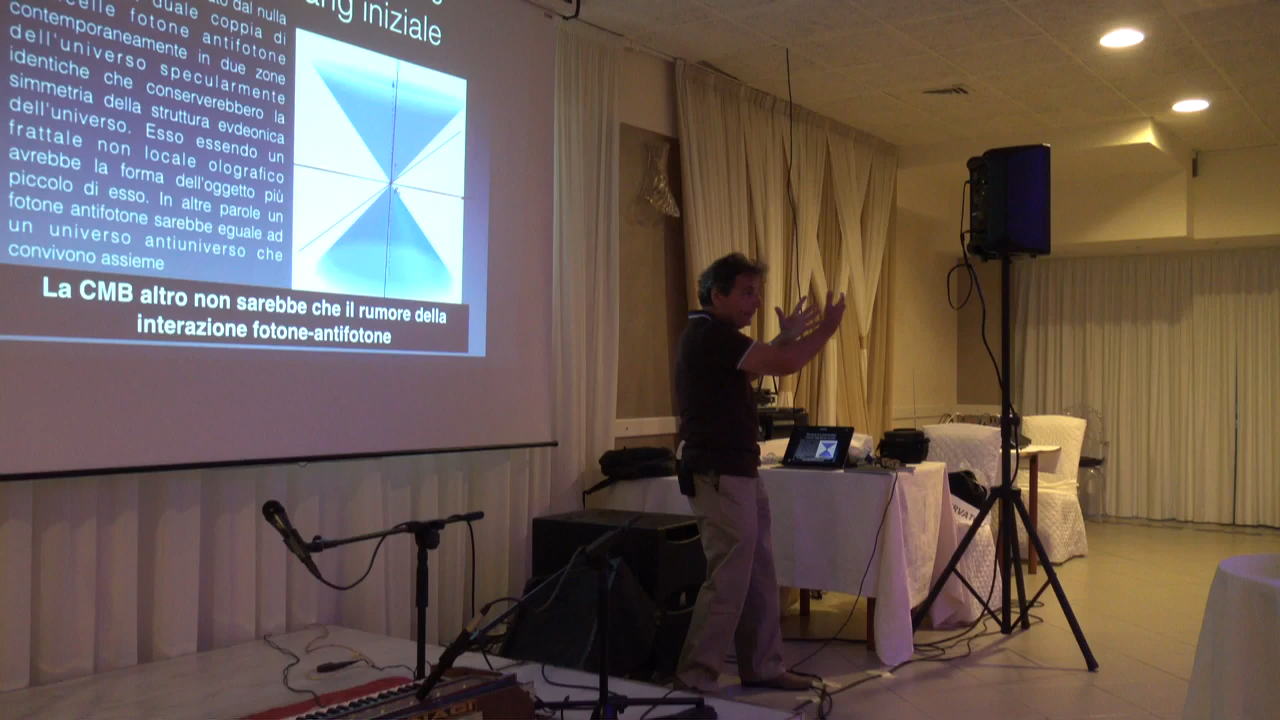 ang iniziale
dal nulla
duale coppia di
fotone antifotone
contemporaneamente in due zone
dell'universo specularmente
identiche che conserverebbero la
simmetria della struttura evdeonica
dell'universo. Esso essendo un
frattale non locale olografico
avrebbe la forma dell'oggetto più
piccolo di esso. In altre parole un
fotone antifotone sarebbe eguale ad
un universo antiuniverso che
convivono assieme
La CMB altro non sarebbe che il rumore della
interazione fotone-antifotone